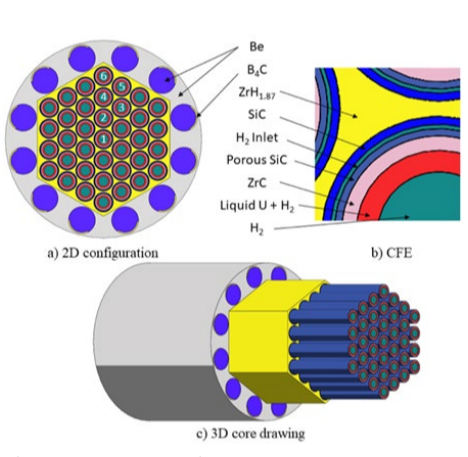 Be
B₄C
ZrH₁.₈₇
SiC
H₂ Inlet
Porous SiC
ZrC
Liquid U + H₂
H₂
6
5
4
3
2
1
a) 2D configuration
b) CFE
c) 3D core drawing